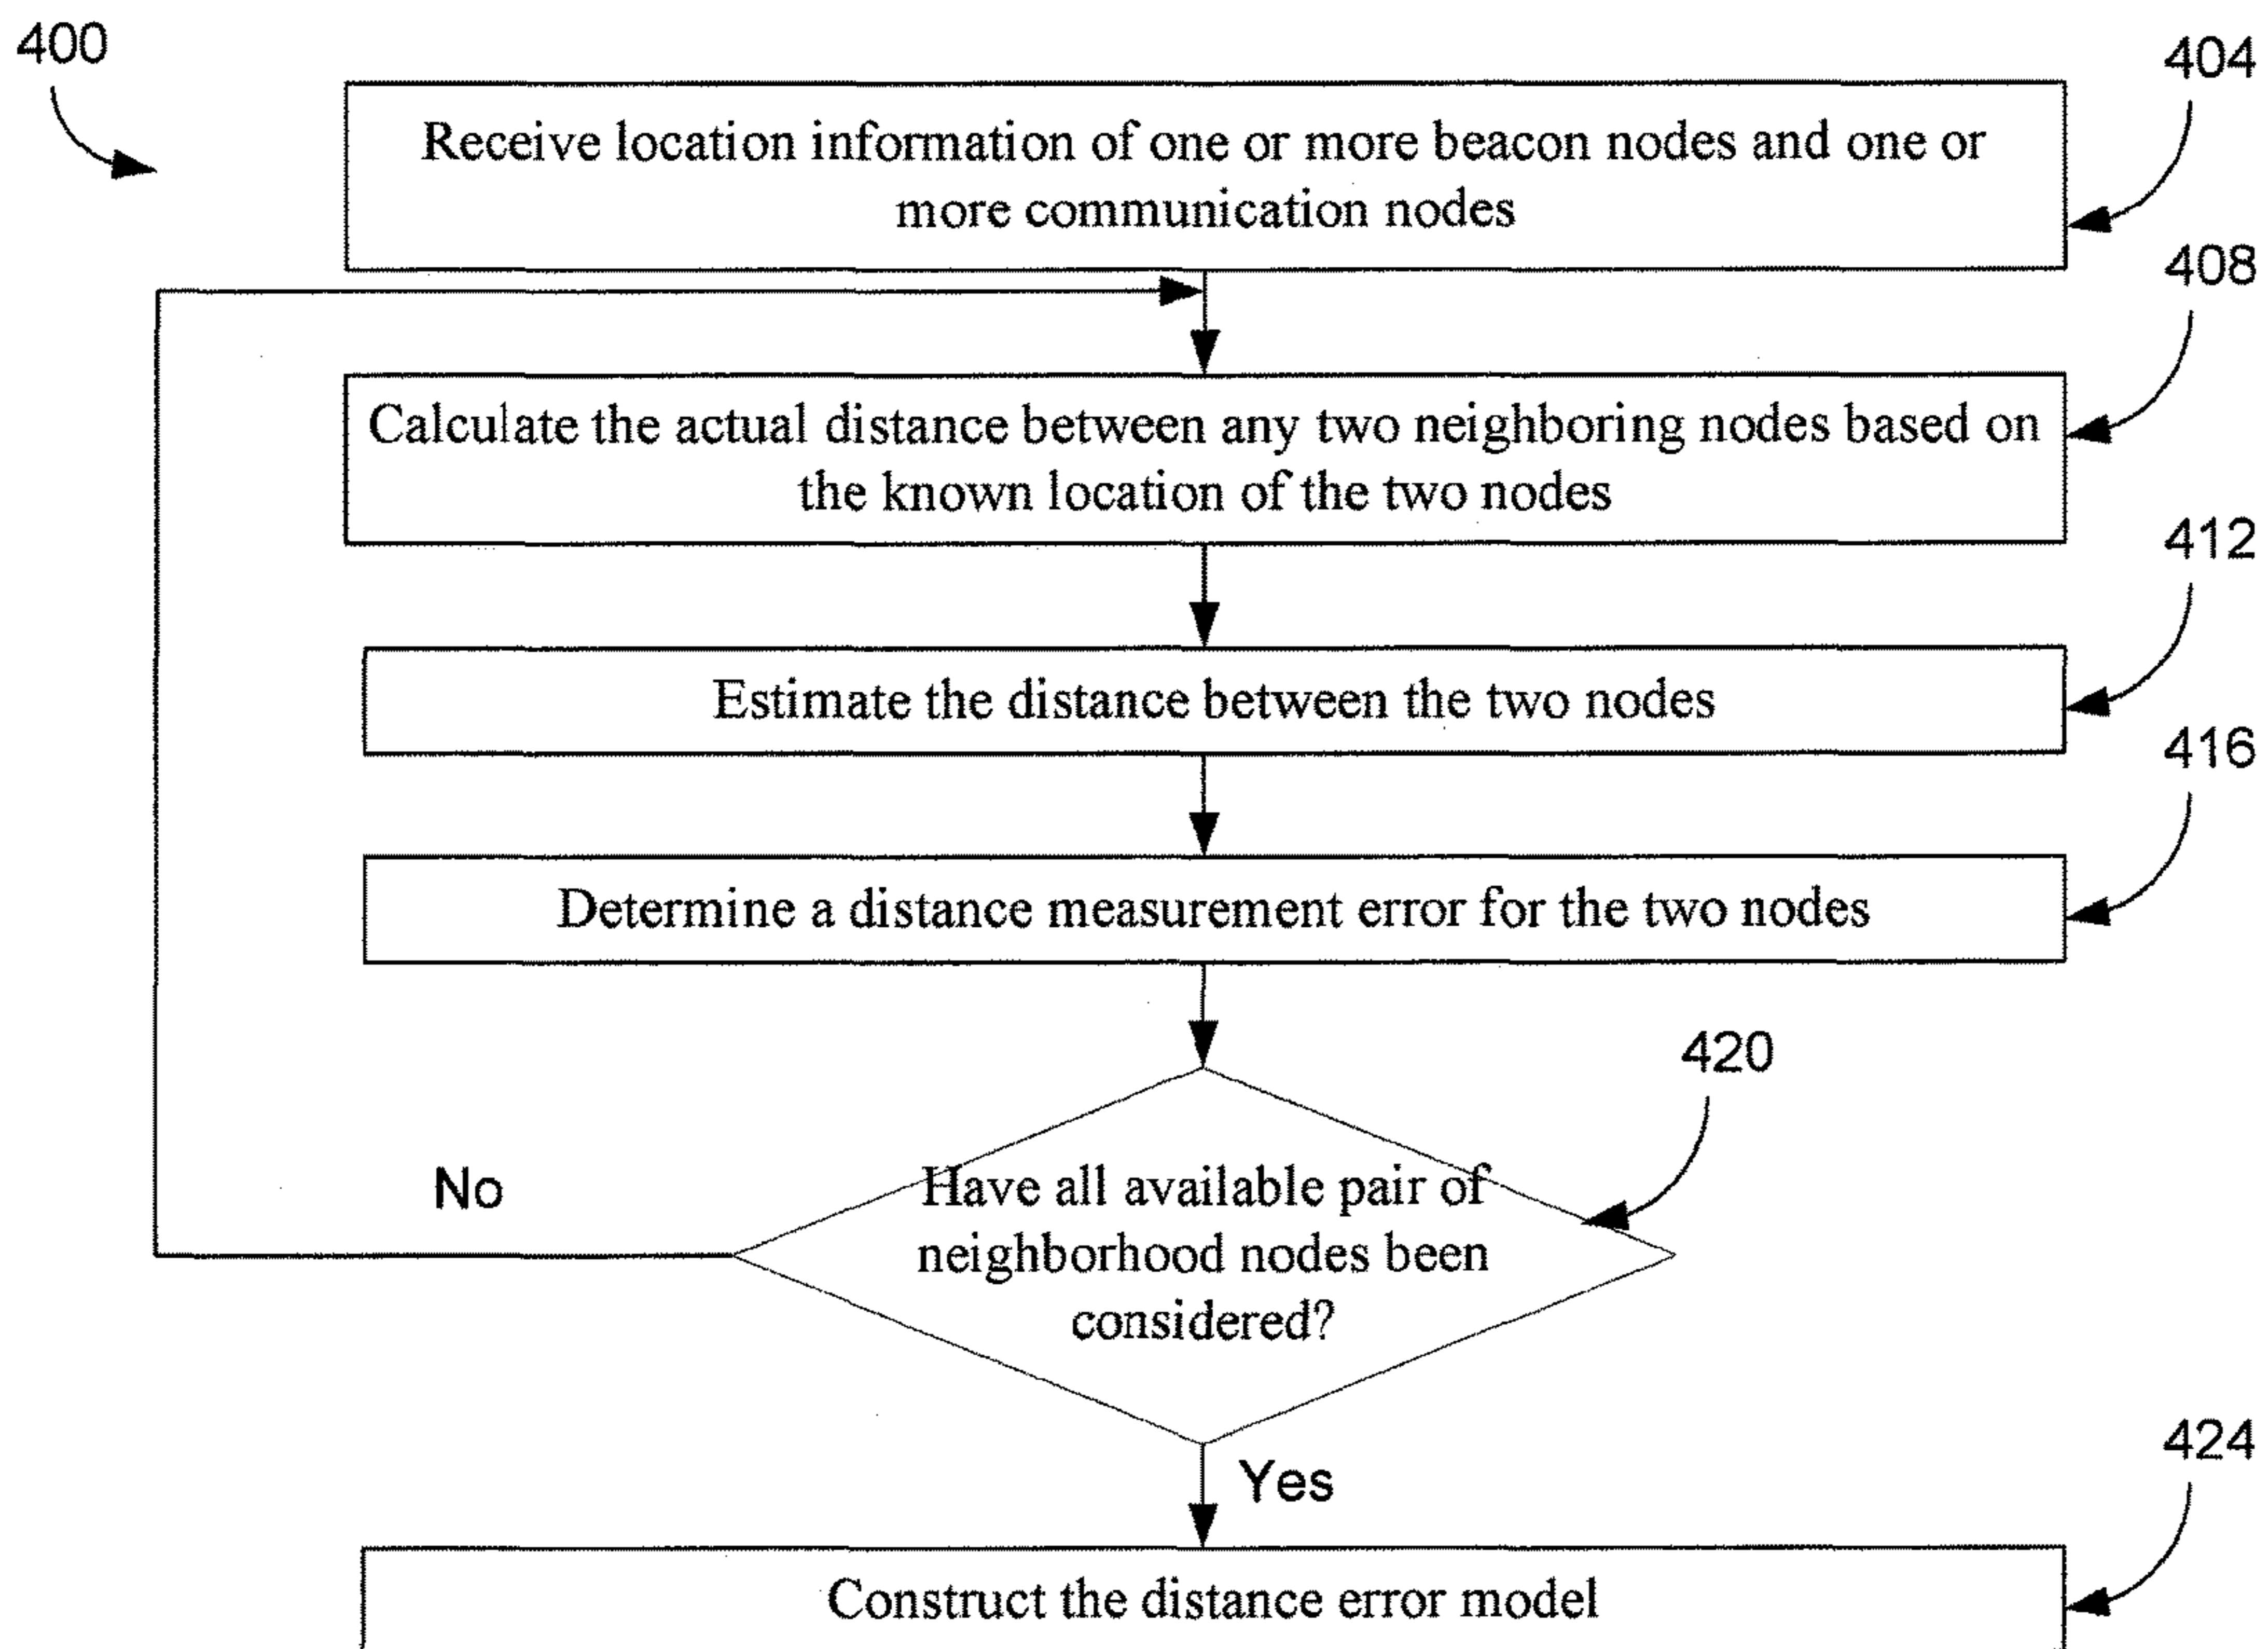 400
404
Receive location information of one or more beacon nodes and one or
more communication nodes
408
Calculate the actual distance between any two neighboring nodes based on
the known location of the two nodes
412
Estimate the distance between the two nodes
416
Determine a distance measurement error for the two nodes
420
No
Have all available pair of
neighborhood nodes been
considered?
Yes
424
Construct the distance error model